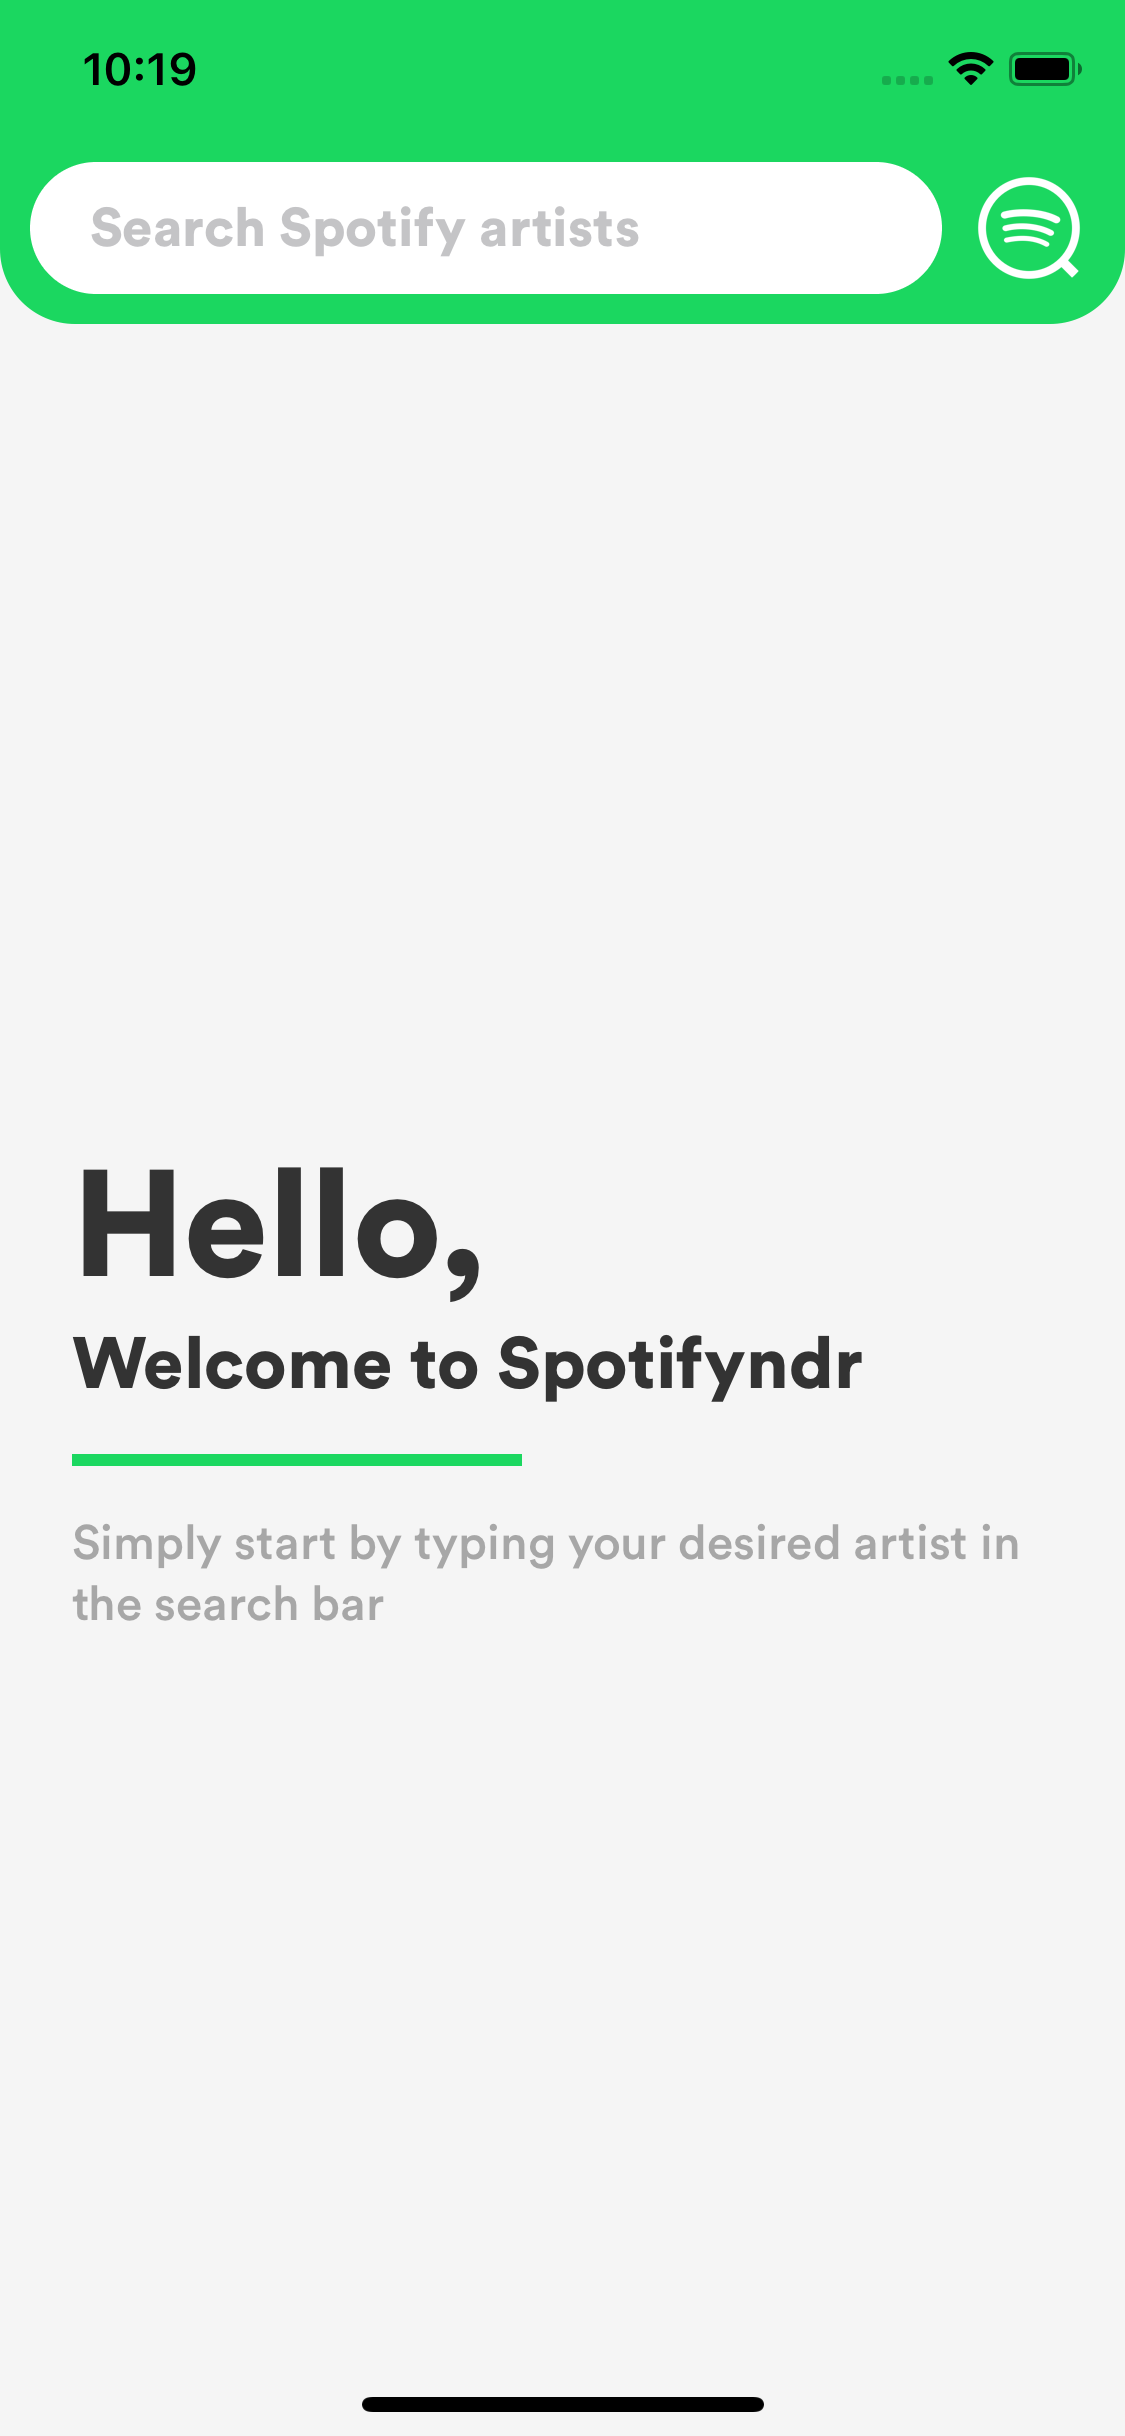 10:19
Search Spotify artists
Hello,
Welcome to Spotifyndr
Simply start by typing your desired artist in
the search bar